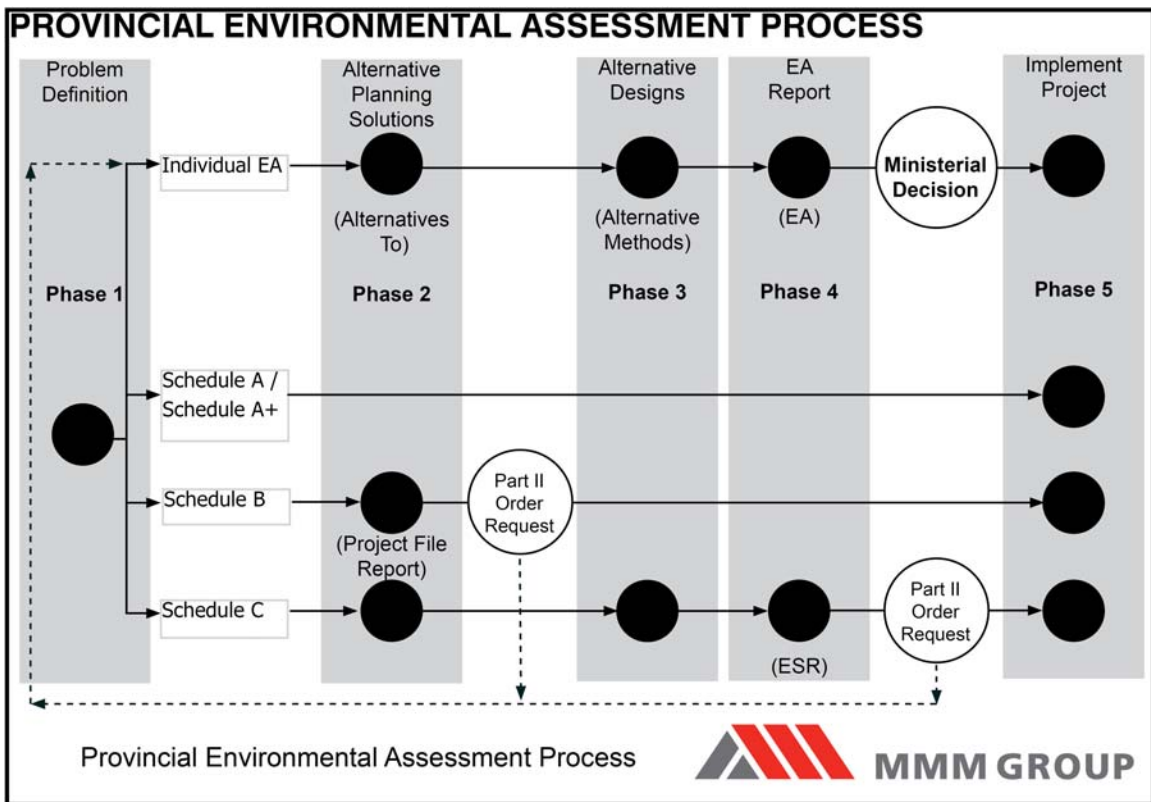 PROVINCIAL ENVIRONMENTAL ASSESSMENT PROCESS
Problem
Definition
Alternative
Planning
Solutions
Alternative
Designs
EA
Report
Implement
Project
Individual EA
Ministerial
Decision
(Alternatives
To)
(Alternative
Methods)
(EA)
Phase 1
Phase 2
Phase 3
Phase 4
Phase 5
Schedule A /
Schedule A+
Schedule B
Part II
Order
Request
(Project File
Report)
Schedule C
Part II
Order
Request
(ESR)
Provincial Environmental Assessment Process
MMM GROUP